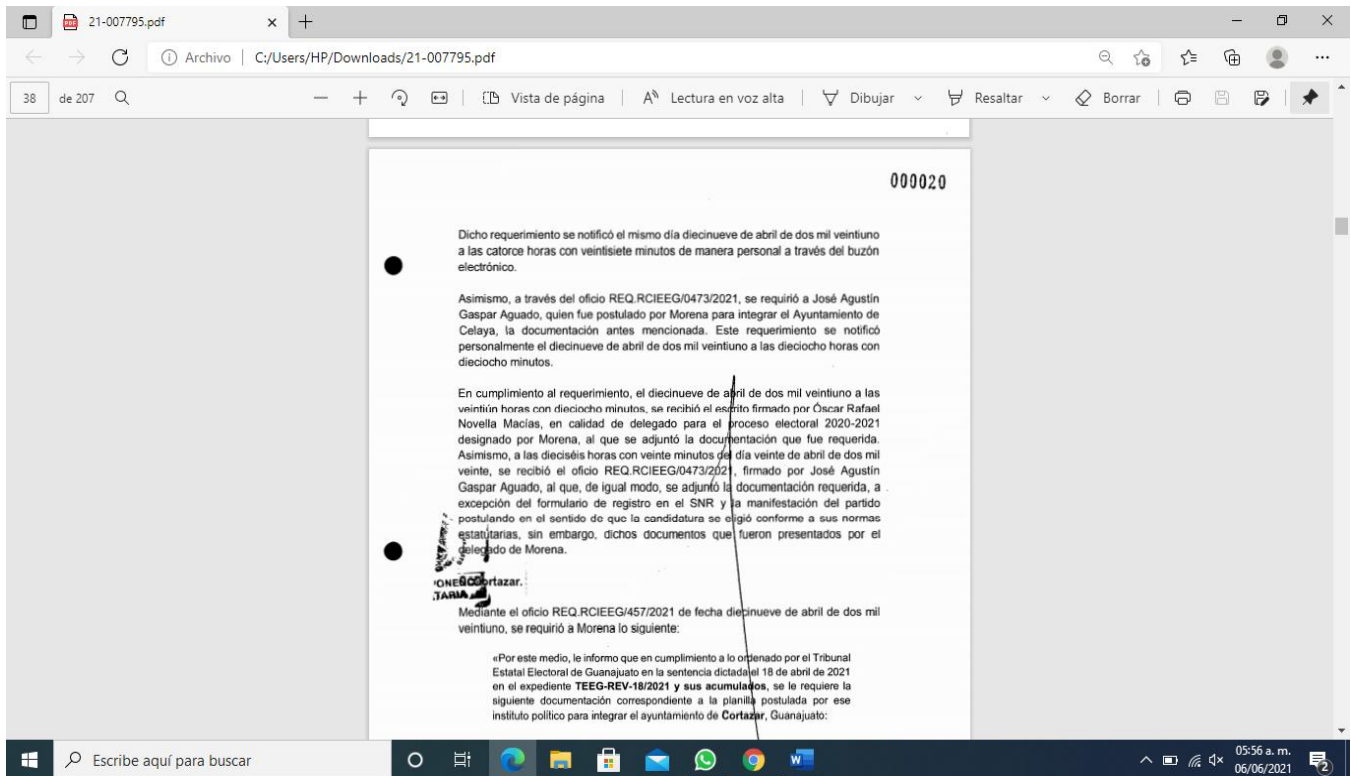 21-007795.pdf
Archivo | C:/Users/HP/Downloads/21-007795.pdf
38 de 207 Vista de página Lectura en voz alta Dibujar Resaltar Borrar
000020
Dicho requerimiento se notificó el mismo día diecinueve de abril de dos mil veintiuno
a las catorce horas con veintisiete minutos de manera personal a través del buzón
electrónico.
Asimismo, a través del oficio REQ.RCIEEG/0473/2021, se requirió a José Agustín
Gaspar Aguado, quien fue postulado por Morena para integrar el Ayuntamiento de
Celaya, la documentación antes mencionada. Este requerimiento se notificó
personalmente el diecinueve de abril de dos mil veintiuno a las dieciocho horas con
dieciocho minutos.
En cumplimiento al requerimiento, el diecinueve de abril de dos mil veintiuno a las
veintiún horas con dieciocho minutos, se recibió el escrito firmado por Óscar Rafael
Novella Macías, en calidad de delegado para el proceso electoral 2020-2021
designado por Morena, al que se adjuntó la documentación que fue requerida.
Asimismo, a las dieciséis horas con veinte minutos del día veinte de abril de dos mil
veinte, se recibió el oficio REQ.RCIEEG/0473/2021, firmado por José Agustín
Gaspar Aguado, al que, de igual modo, se adjuntó la documentación requerida, a
excepción del formulario de registro en el SNR y la manifestación del partido
postulando en el sentido de que la candidatura se eligió conforme a sus normas
estatutarias, sin embargo, dichos documentos que fueron presentados por el
delegado de Morena.
Cortazar.
Mediante el oficio REQ.RCIEEG/457/2021 de fecha diecinueve de abril de dos mil
veintiuno, se requirió a Morena lo siguiente:
«Por este medio, le informo que en cumplimiento a lo ordenado por el Tribunal
Estatal Electoral de Guanajuato en la sentencia dictada el 18 de abril de 2021
en el expediente TEEG-REV-18/2021 y sus acumulados, se le requiere la
siguiente documentación correspondiente a la planilla postulada por ese
instituto político para integrar el ayuntamiento de Cortazar, Guanajuato:
Escribe aquí para buscar
05:56 a. m.
06/06/2021
2